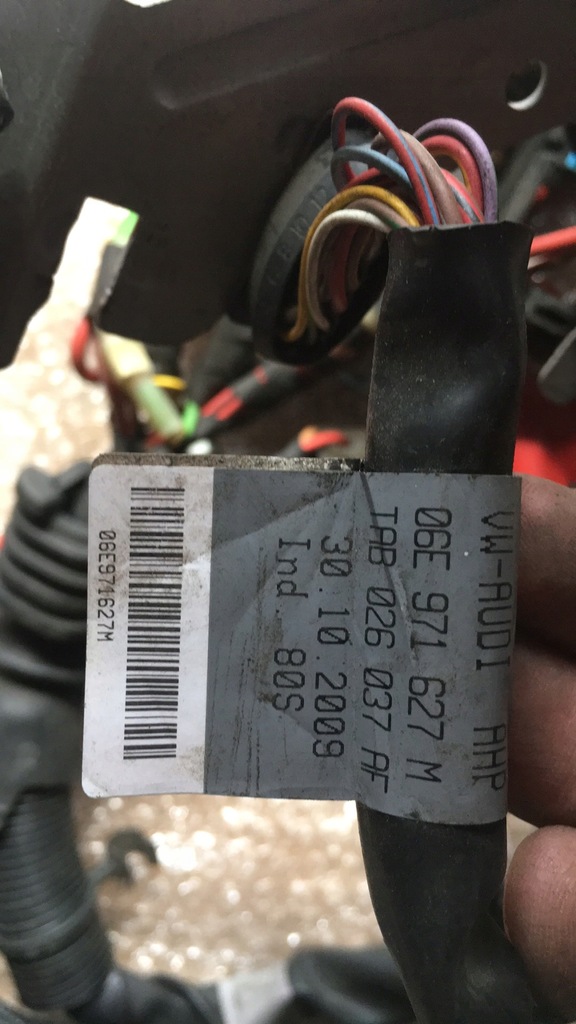 VW-AUDI AHP
06E 971 627 M
TAB 026 037 AF
30.10.2009
Ind. 80S
06E971627M